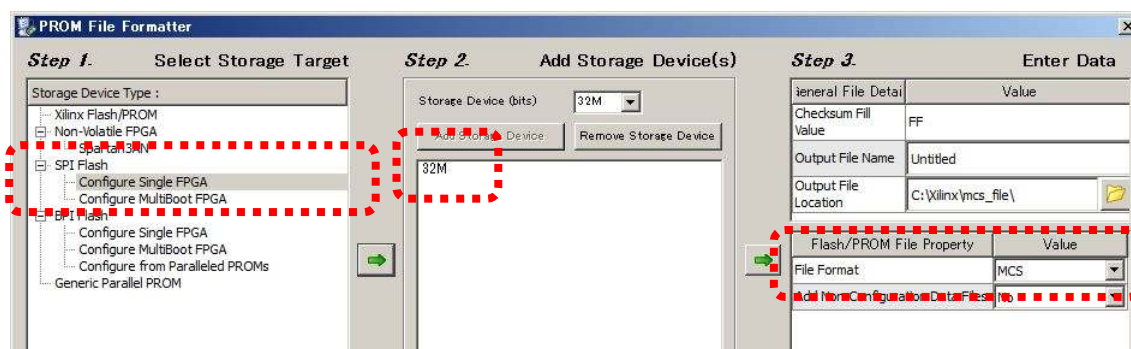 PROM File Formatter
Step 1. Select Storage Target
Storage Device Type :
Xilinx Flash/PROM
Non-Volatile FPGA
Spartan3AN
SPI Flash
Configure Single FPGA
Configure MultiBoot FPGA
BPI Flash
Configure Single FPGA
Configure MultiBoot FPGA
Configure from Paralleled PROMs
Generic Parallel PROM
Step 2. Add Storage Device(s)
Storage Device (bits) 32M
Add Storage Device Remove Storage Device
32M
Step 3. Enter Data
ieneral File Detai Value
Checksum Fill
Value FF
Output File Name Untitled
Output File
Location C:\Xilinx\mcs_file\
Flash/PROM File Property Value
File Format MCS
Add Non-Configuration Data Files No